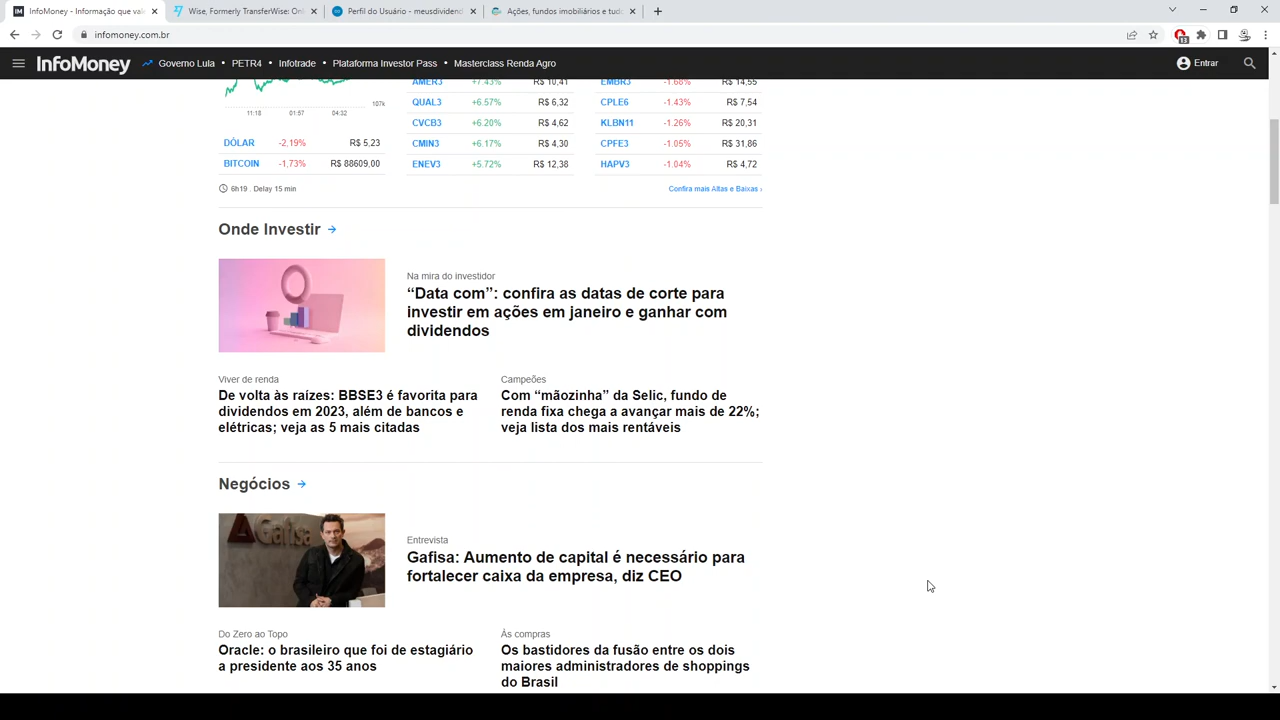 InfoMoney - Informação que val
Wise, Formerly TransferWise: Onl
Perfil do Usuário - meusdividend
Ações, fundos imobiliários e tud
infomoney.com.br
13
InfoMoney
Governo Lula • PETR4 • Infotrade • Plataforma Investor Pass • Masterclass Renda Agro
Entrar
AMER3 +7,43% R$ 10,41
EMBR3 -1,68% R$ 14,55
107k
11:18 01:57 04:32
QUAL3 +6.57% R$ 6,32
CPLE6 -1.43% R$ 7,54
CVCB3 +6.20% R$ 4,62
KLBN11 -1.26% R$ 20,31
DÓLAR -2,19% R$ 5,23
CMIN3 +6.17% R$ 4,30
CPFE3 -1.05% R$ 31,86
BITCOIN -1,73% R$ 88609,00
ENEV3 +5.72% R$ 12,38
HAPV3 -1.04% R$ 4,72
6h19 . Delay 15 min
Confira mais Altas e Baixas ›
Onde Investir →
Na mira do investidor
“Data com”: confira as datas de corte para
investir em ações em janeiro e ganhar com
dividendos
Viver de renda
De volta às raízes: BBSE3 é favorita para
dividendos em 2023, além de bancos e
elétricas; veja as 5 mais citadas
Campeões
Com “mãozinha” da Selic, fundo de
renda fixa chega a avançar mais de 22%;
veja lista dos mais rentáveis
Negócios →
Gafisa
Entrevista
Gafisa: Aumento de capital é necessário para
fortalecer caixa da empresa, diz CEO
Do Zero ao Topo
Oracle: o brasileiro que foi de estagiário
a presidente aos 35 anos
Às compras
Os bastidores da fusão entre os dois
maiores administradores de shoppings
do Brasil